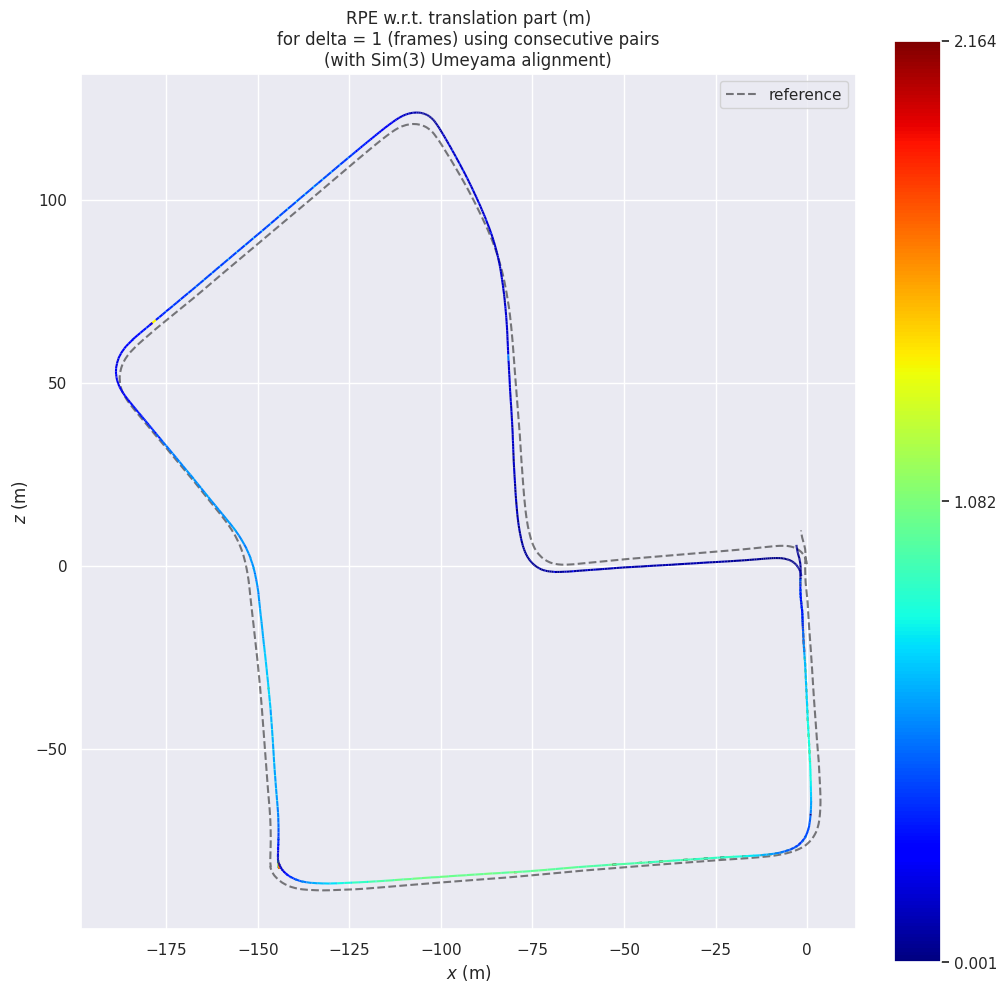 RPE w.r.t. translation part (m)
for delta = 1 (frames) using consecutive pairs
(with Sim(3) Umeyama alignment)
reference
2.164
1.082
0.001
100
50
0
−50
z (m)
−175
−150
−125
−100
−75
−50
−25
0
x (m)